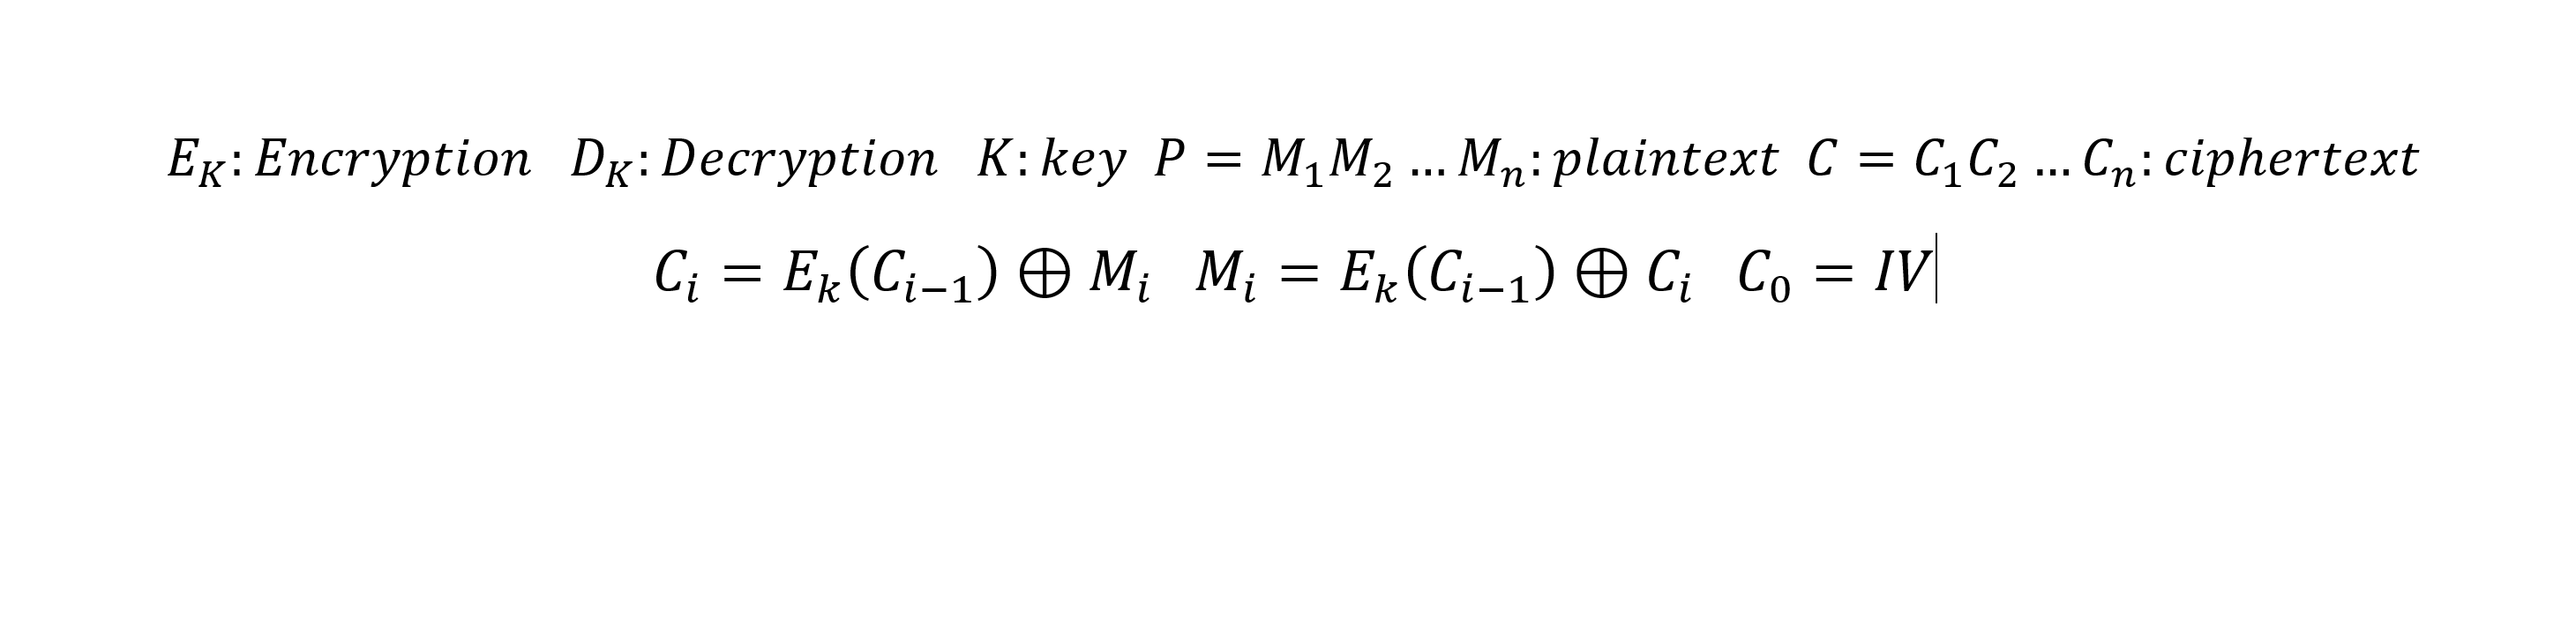 E_K: Encryption D_K: Decryption K: key P = M_1M_2 … M_n: plaintext C = C_1C_2 … C_n: ciphertext
C_i = E_k(C_{i−1}) ⊕ M_i M_i = E_k(C_{i−1}) ⊕ C_i C_0 = IV